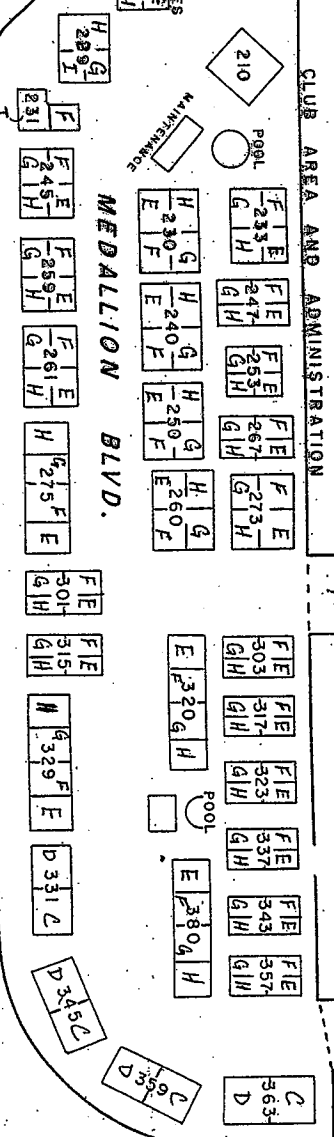 CLUB AREA AND ADMINISTRATION
210
POOL
MAINTENANCE
H G
229
I
231 F
F E
245
G H
F E
259
G H
F E
261
G H
H G 275 F E
F E
301
G H
F E
315
G H
H G 329 F E
D 331 C
D 345 C
D 359 C
C
363
D
MEDALLION BLVD.
H G
230
E F
H G
240
E F
H G
250
E F
H G
260
E F
E F 320 G H
POOL
E F 380 G H
F E
233
G H
F E
247
G H
F E
253
G H
F E
267
G H
F E
273
G H
F E
303
G H
F E
317
G H
F E
323
G H
F E
337
G H
F E
343
G H
F E
357
G H